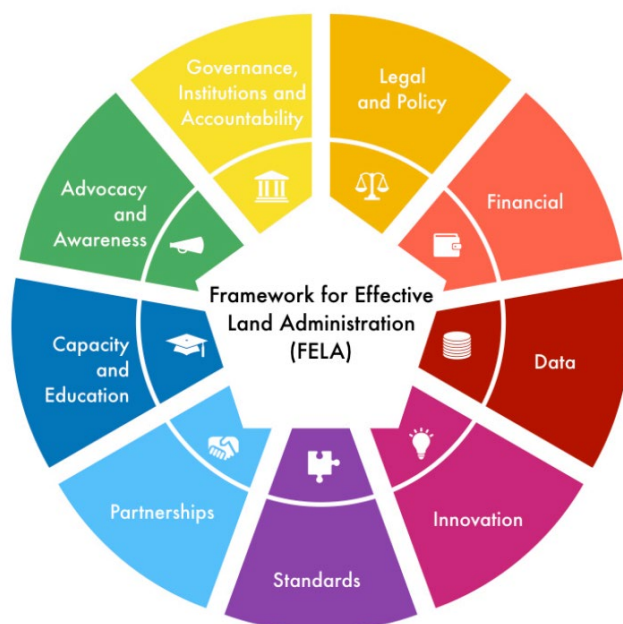 Governance,
Institutions and
Accountability
Legal
and Policy
Financial
Data
Innovation
Standards
Partnerships
Capacity
and
Education
Advocacy
and
Awareness
Framework for Effective
Land Administration
(FELA)